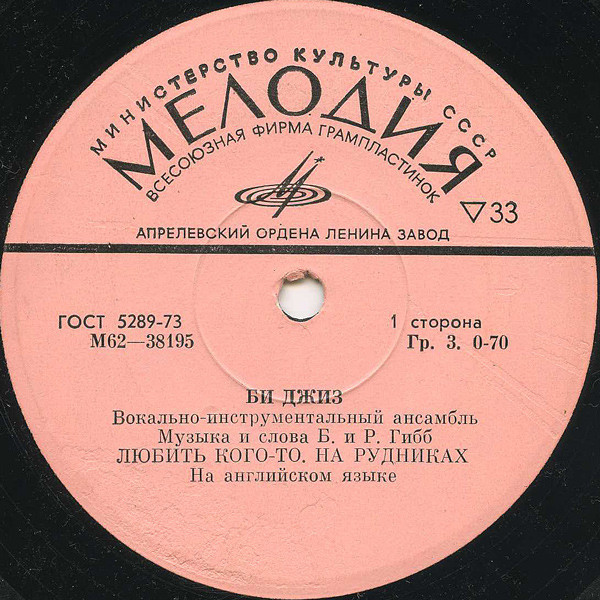 МИНИСТЕРСТВО КУЛЬТУРЫ СССР
МЕЛОДИЯ
ВСЕСОЮЗНАЯ ФИРМА ГРАМПЛАСТИНОК
▽33
АПРЕЛЕВСКИЙ ОРДЕНА ЛЕНИНА ЗАВОД
ГОСТ 5289-73
1 сторона
М62—38195
Гр. 3. 0-70
БИ ДЖИЗ
Вокально-инструментальный ансамбль
Музыка и слова Б. и Р. Гибб
ЛЮБИТЬ КОГО-ТО. НА РУДНИКАХ
На английском языке